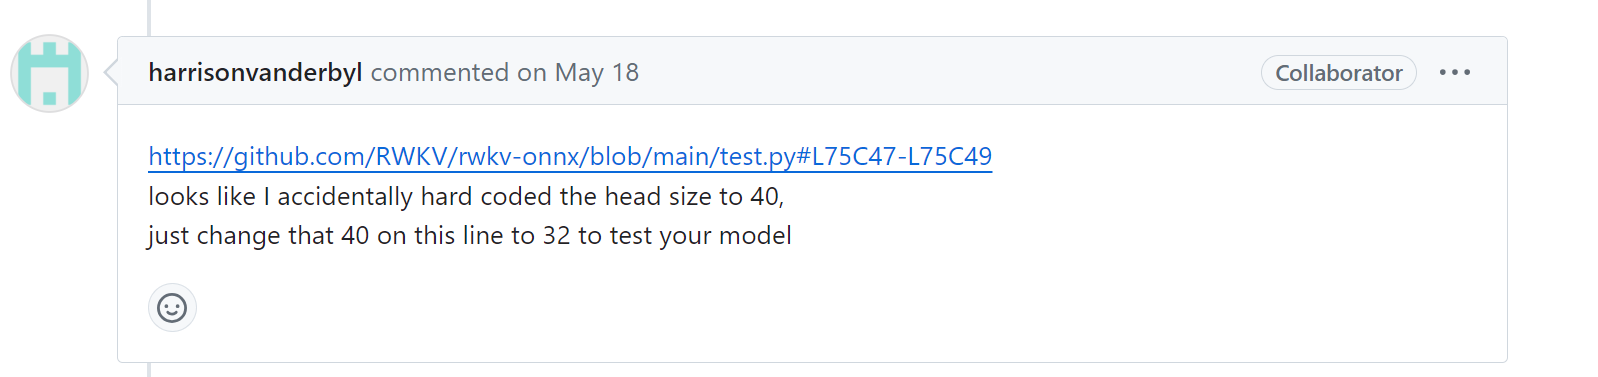 harrisonvanderbyl commented on May 18
Collaborator
https://github.com/RWKV/rwkv-onnx/blob/main/test.py#L75C47-L75C49
looks like I accidentally hard coded the head size to 40,
just change that 40 on this line to 32 to test your model